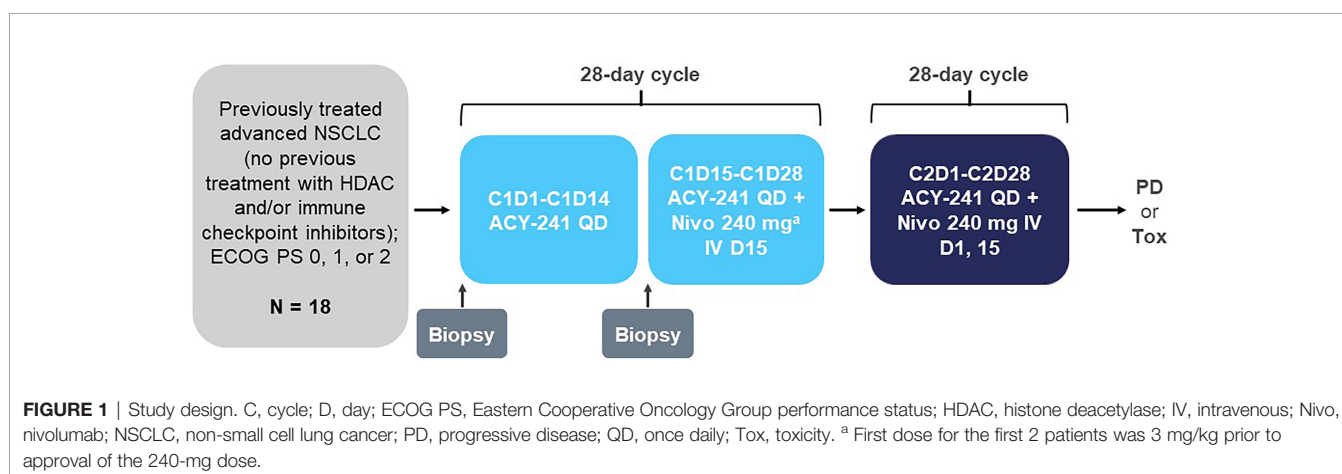 Previously treated
advanced NSCLC
(no previous
treatment with HDAC
and/or immune
checkpoint inhibitors);
ECOG PS 0, 1, or 2
N = 18
28-day cycle
C1D1-C1D14
ACY-241 QD
C1D15-C1D28
ACY-241 QD +
Nivo 240 mgᵃ
IV D15
Biopsy
Biopsy
28-day cycle
C2D1-C2D28
ACY-241 QD +
Nivo 240 mg IV
D1, 15
PD
or
Tox
FIGURE 1 | Study design. C, cycle; D, day; ECOG PS, Eastern Cooperative Oncology Group performance status; HDAC, histone deacetylase; IV, intravenous; Nivo,
nivolumab; NSCLC, non-small cell lung cancer; PD, progressive disease; QD, once daily; Tox, toxicity. ᵃ First dose for the first 2 patients was 3 mg/kg prior to
approval of the 240-mg dose.